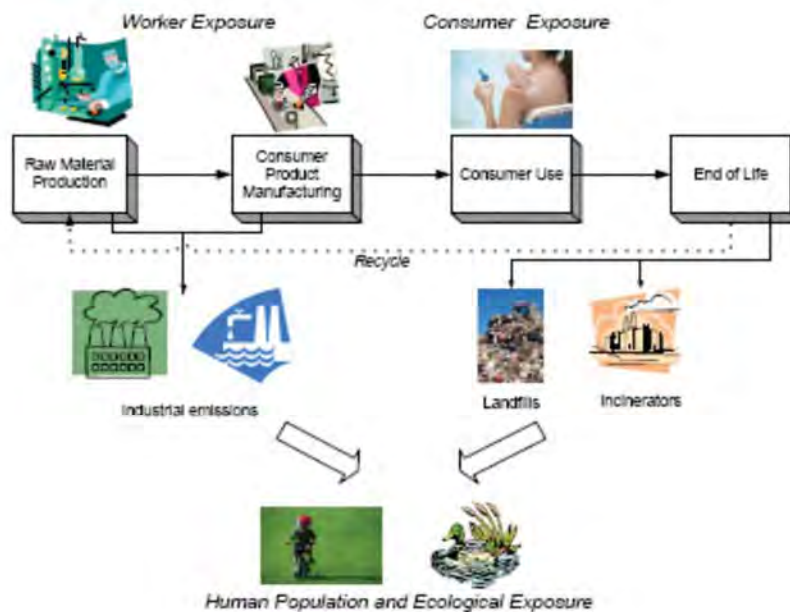 Worker Exposure
Consumer Exposure
Raw Material
Production
Consumer
Product
Manufacturing
Consumer Use
End of Life
Recycle
Industrial emissions
Landfills
Incinerators
Human Population and Ecological Exposure